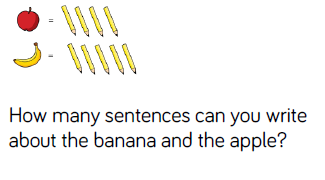 =
=
How many sentences can you write
about the banana and the apple?